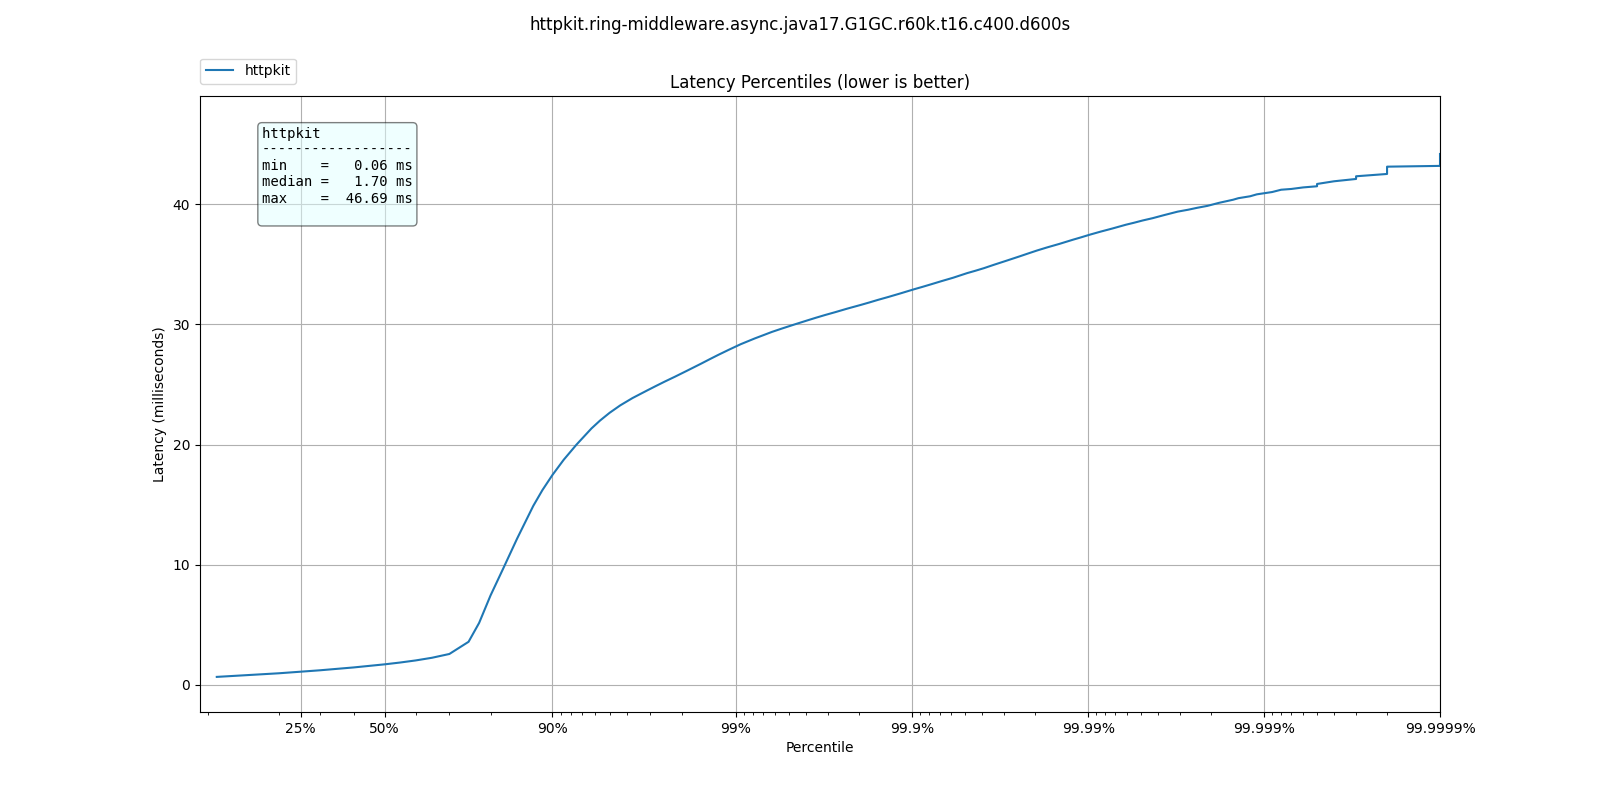 httpkit.ring-middleware.async.java17.G1GC.r60k.t16.c400.d600s
httpkit
Latency Percentiles (lower is better)
httpkit
------------------
min    =   0.06 ms
median =   1.70 ms
max    =  46.69 ms
40
30
20
10
0
Latency (milliseconds)
25% 50% 90% 99% 99.9% 99.99% 99.999% 99.9999%
Percentile